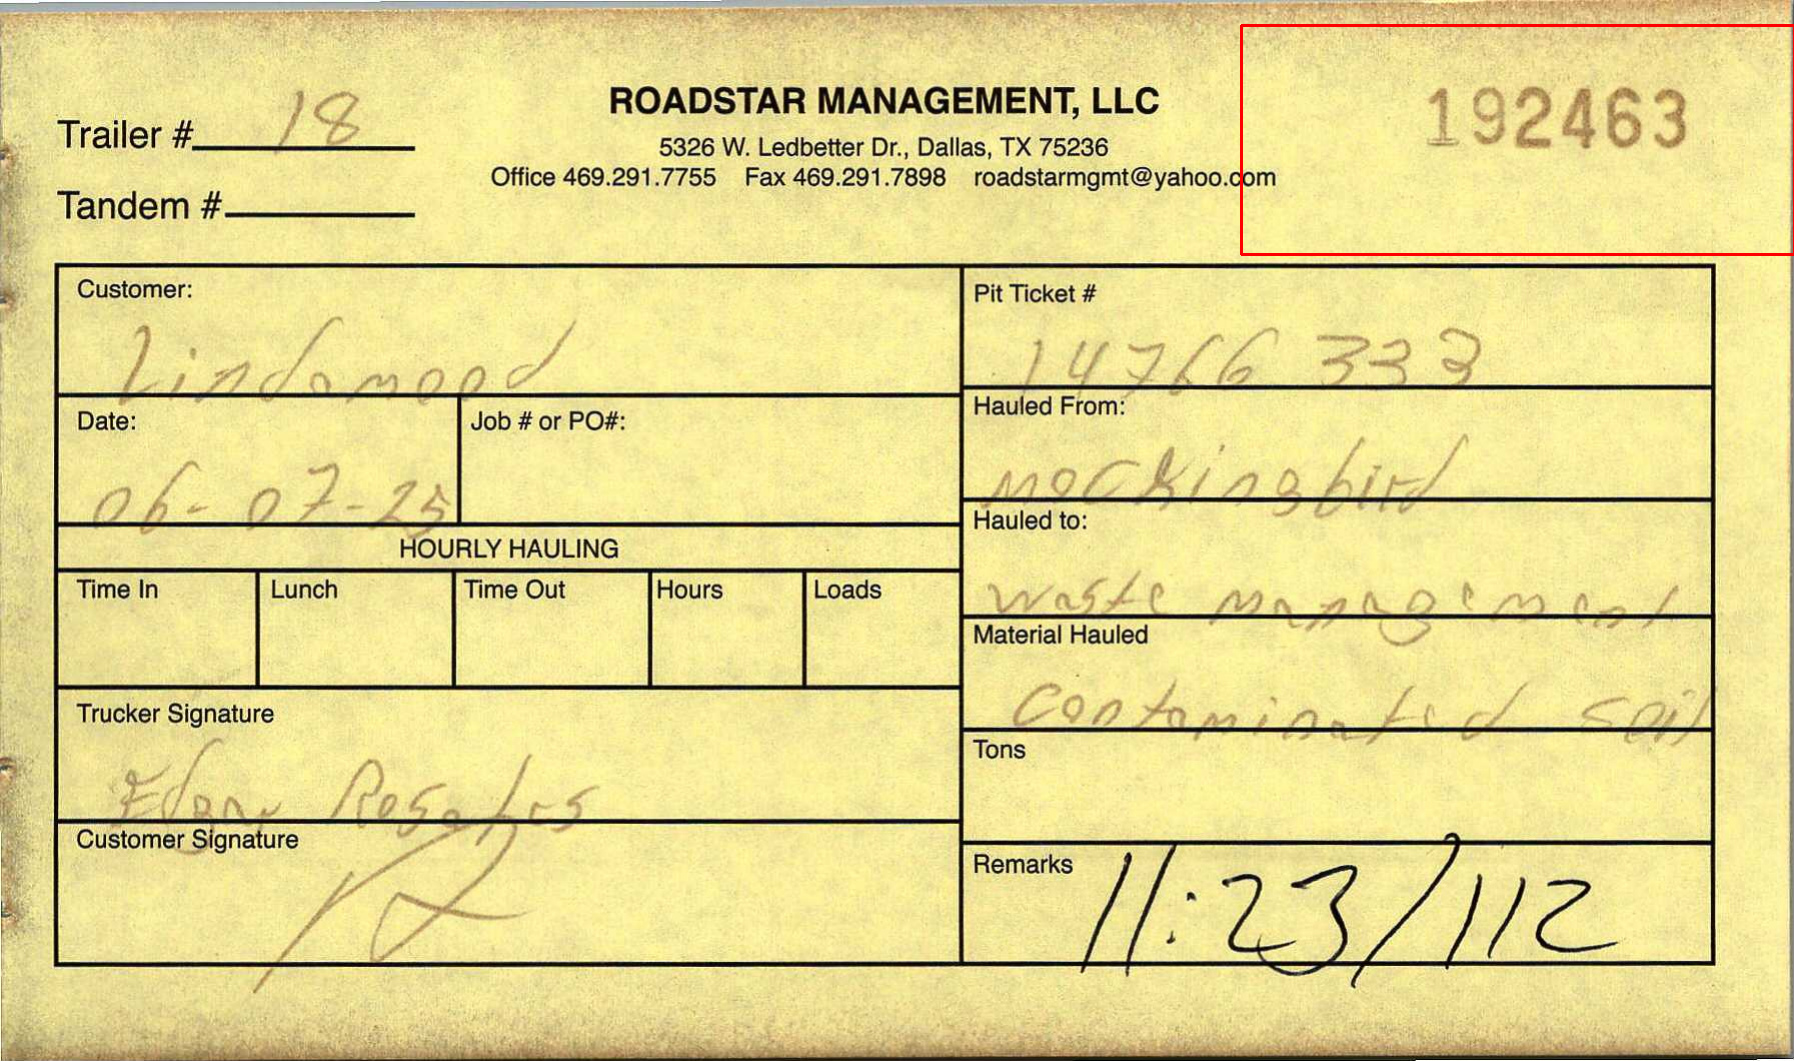 Trailer # 18
ROADSTAR MANAGEMENT, LLC
192463
5326 W. Ledbetter Dr., Dallas, TX 75236
Office 469.291.7755 Fax 469.291.7898 roadstarmgmt@yahoo.com
Tandem #
Customer:
Lindamood
Pit Ticket #
14766 333
Date:
06-07-25
Job # or PO#:
Hauled From:
mockingbird
Hauled to:
waste management
HOURLY HAULING
Time In Lunch Time Out Hours Loads
Material Hauled
Contaminated soil
Trucker Signature
Edgar Rosales
Tons
Customer Signature
Remarks
11:23/112